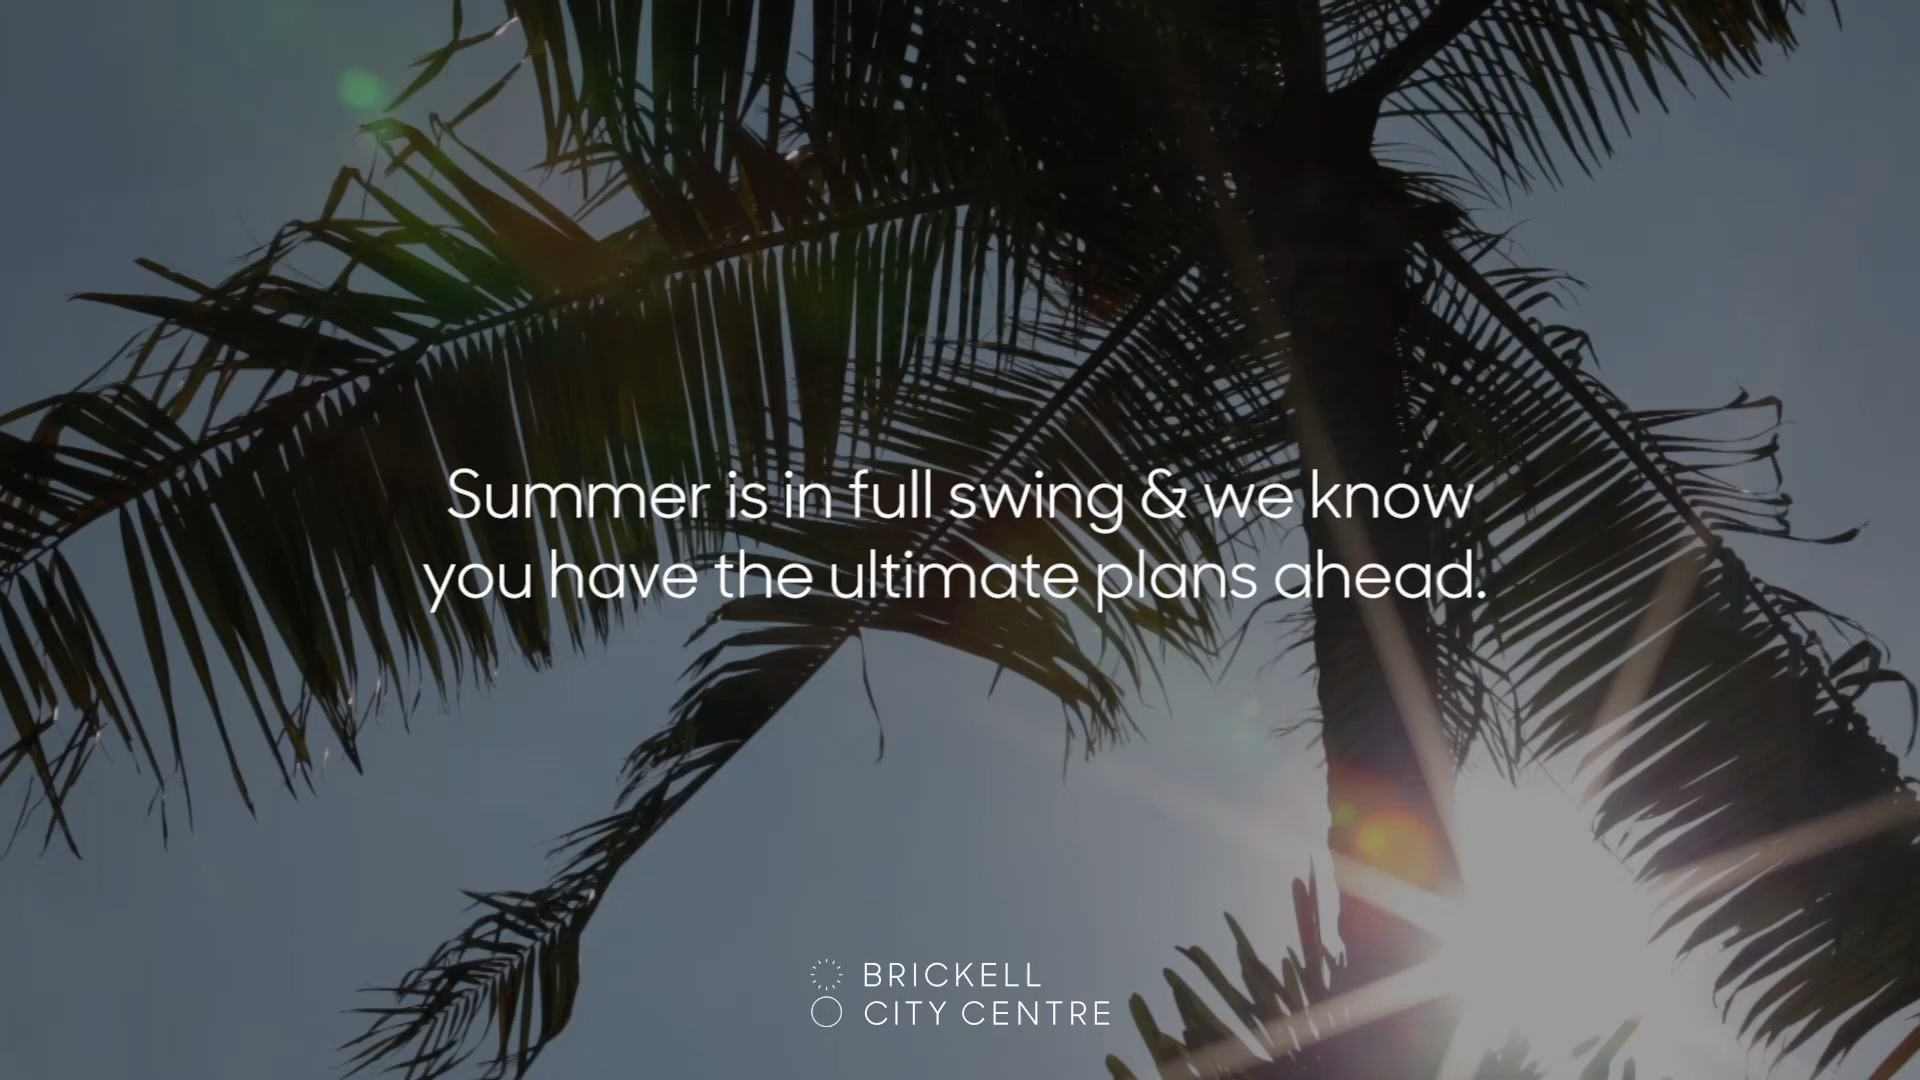 Summer is in full swing & we know
you have the ultimate plans ahead.
BRICKELL
CITY CENTRE